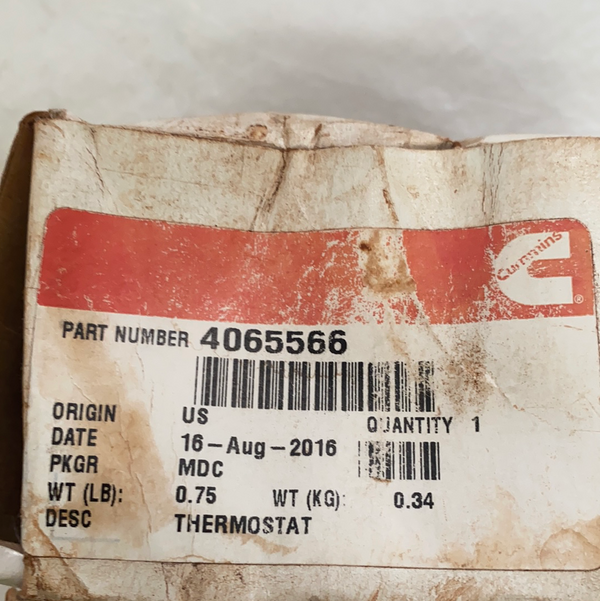 Cummins
®
PART NUMBER 4065566
ORIGIN US QUANTITY 1
DATE 16-Aug-2016
PKGR MDC
WT (LB): 0.75 WT (KG): 0.34
DESC THERMOSTAT